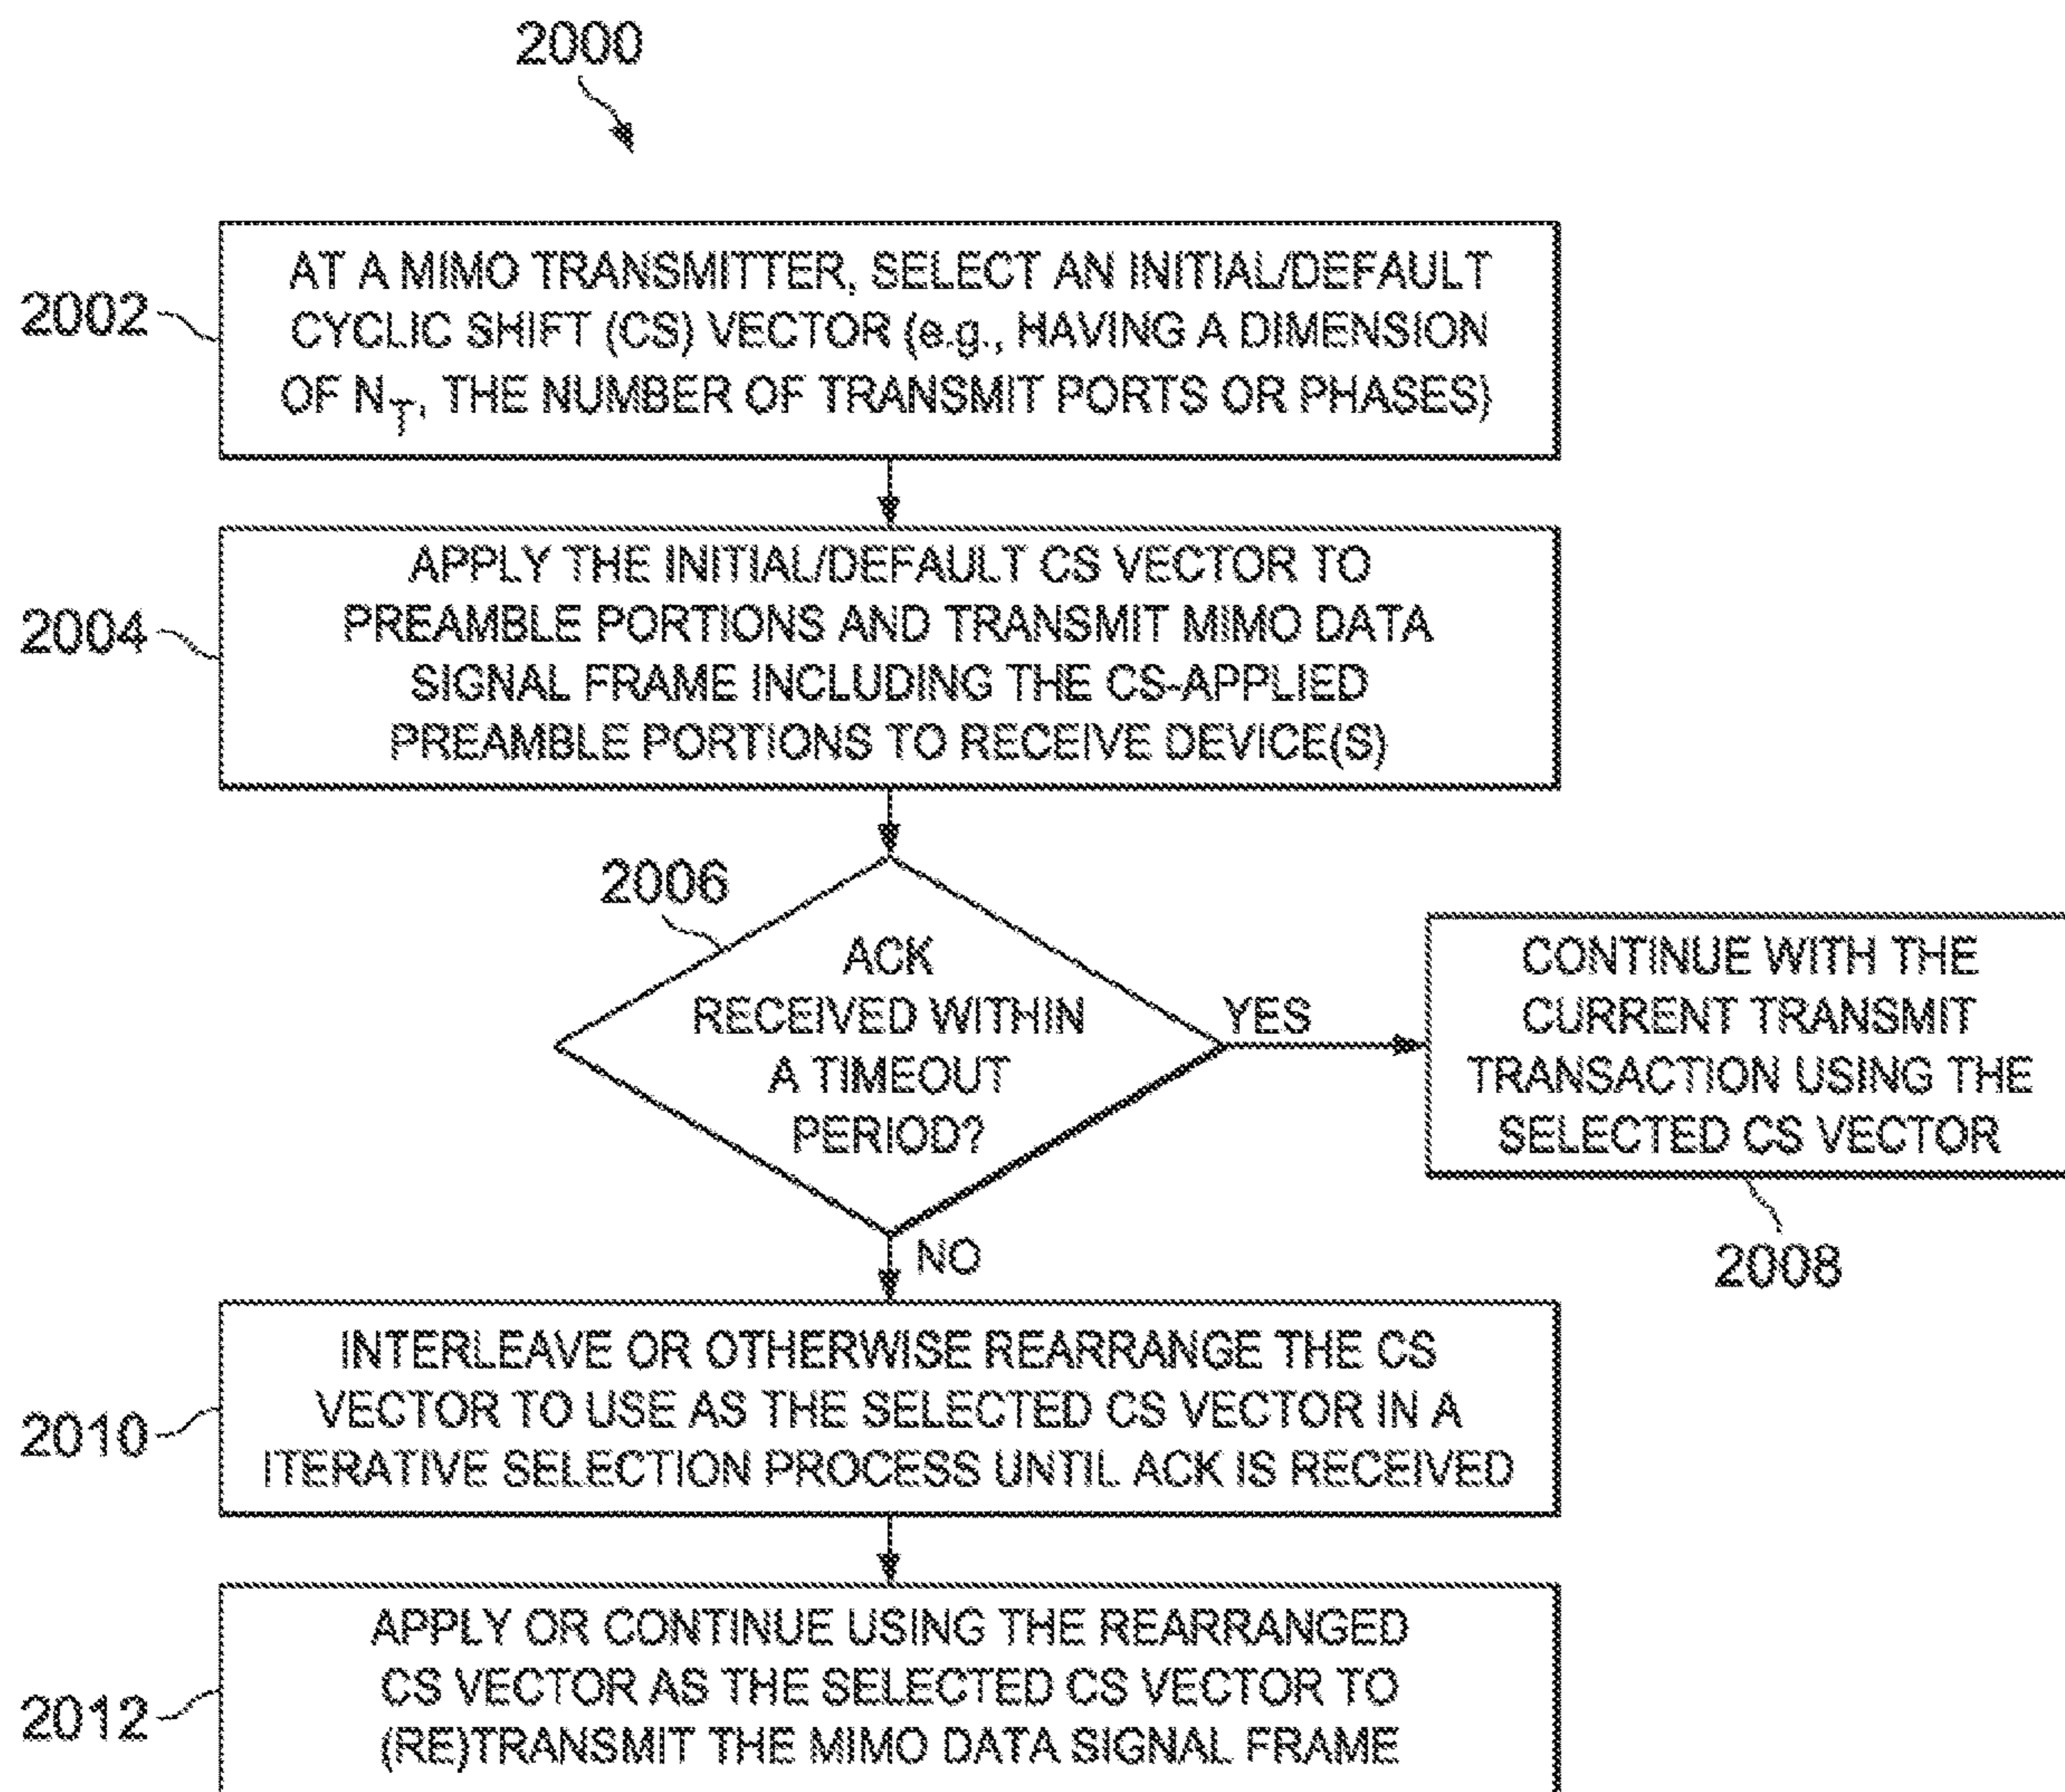 2000
2002
AT A MIMO TRANSMITTER, SELECT AN INITIAL/DEFAULT
CYCLIC SHIFT (CS) VECTOR (e.g., HAVING A DIMENSION
OF N_T, THE NUMBER OF TRANSMIT PORTS OR PHASES)
2004
APPLY THE INITIAL/DEFAULT CS VECTOR TO
PREAMBLE PORTIONS AND TRANSMIT MIMO DATA
SIGNAL FRAME INCLUDING THE CS-APPLIED
PREAMBLE PORTIONS TO RECEIVE DEVICE(S)
2006
ACK
RECEIVED WITHIN
A TIMEOUT
PERIOD?
YES
CONTINUE WITH THE
CURRENT TRANSMIT
TRANSACTION USING THE
SELECTED CS VECTOR
2008
NO
2010
INTERLEAVE OR OTHERWISE REARRANGE THE CS
VECTOR TO USE AS THE SELECTED CS VECTOR IN A
ITERATIVE SELECTION PROCESS UNTIL ACK IS RECEIVED
2012
APPLY OR CONTINUE USING THE REARRANGED
CS VECTOR AS THE SELECTED CS VECTOR TO
(RE)TRANSMIT THE MIMO DATA SIGNAL FRAME